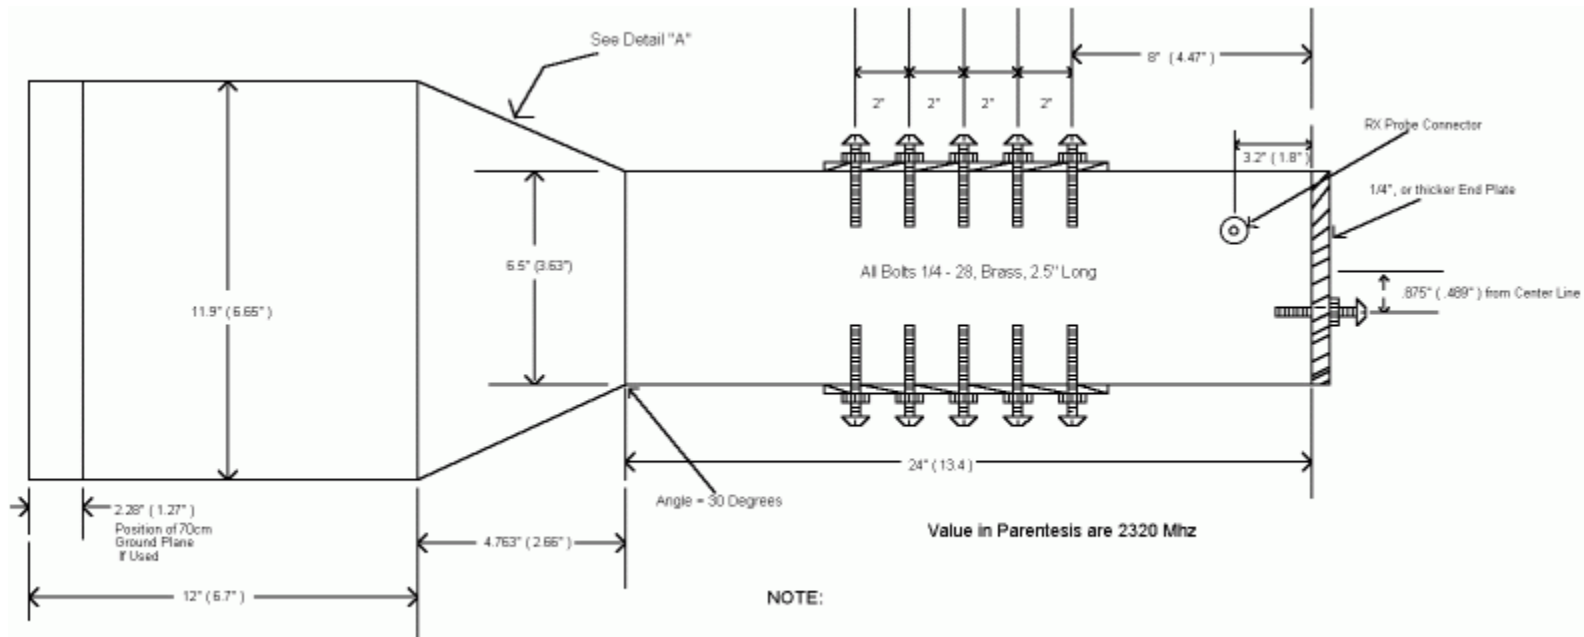 See Detail "A"
8" (4.47")
2" 2" 2" 2"
RX Probe Connector
3.2" (1.8")
1/4", or thicker End Plate
6.5" (3.63")
All Bolts 1/4 - 28, Brass, 2.5" Long
.875" (.489") from Center Line
11.9" (6.65")
24" (13.4)
Angle = 30 Degrees
2.28" (1.27")
Position of 70cm
Ground Plane
If Used
Value in Parentesis are 2320 Mhz
4.763" (2.66")
12" (6.7")
NOTE: